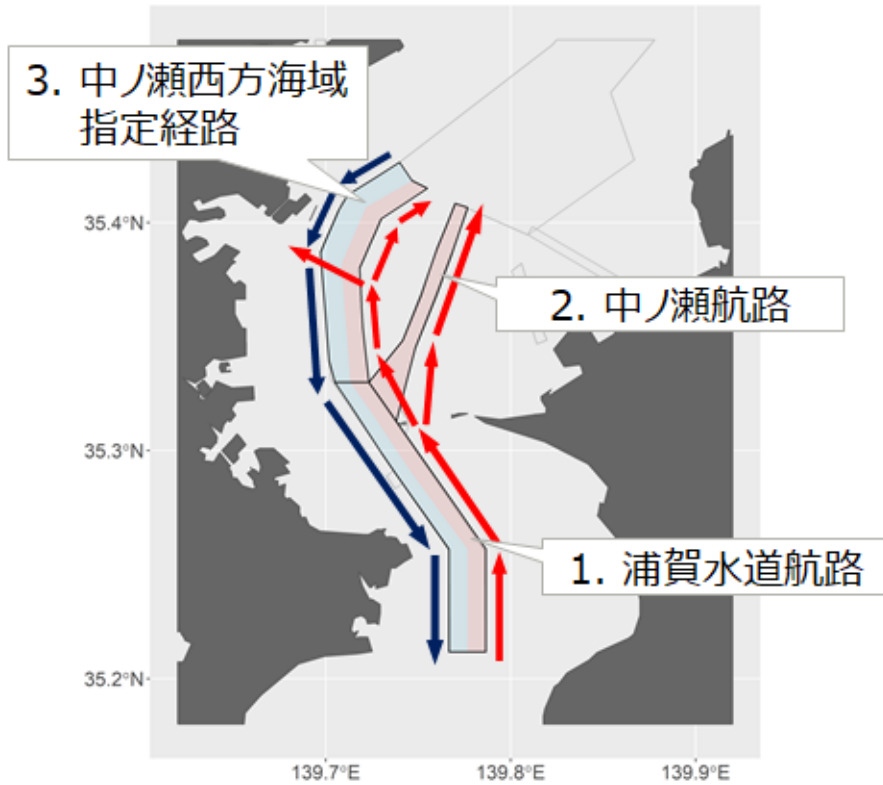 3. 中ノ瀬西方海域
指定経路
35.4°N
2. 中ノ瀬航路
35.3°N
1. 浦賀水道航路
35.2°N
139.7°E
139.8°E
139.9°E